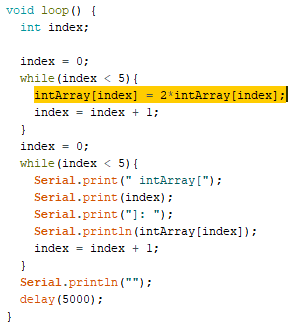 void loop() {
  int index;

  index = 0;
  while(index < 5){
    intArray[index] = 2*intArray[index];
    index = index + 1;
  }
  index = 0;
  while(index < 5){
    Serial.print(" intArray[");
    Serial.print(index);
    Serial.print("]: ");
    Serial.println(intArray[index]);
    index = index + 1;
  }
  Serial.println("");
  delay(5000);
}